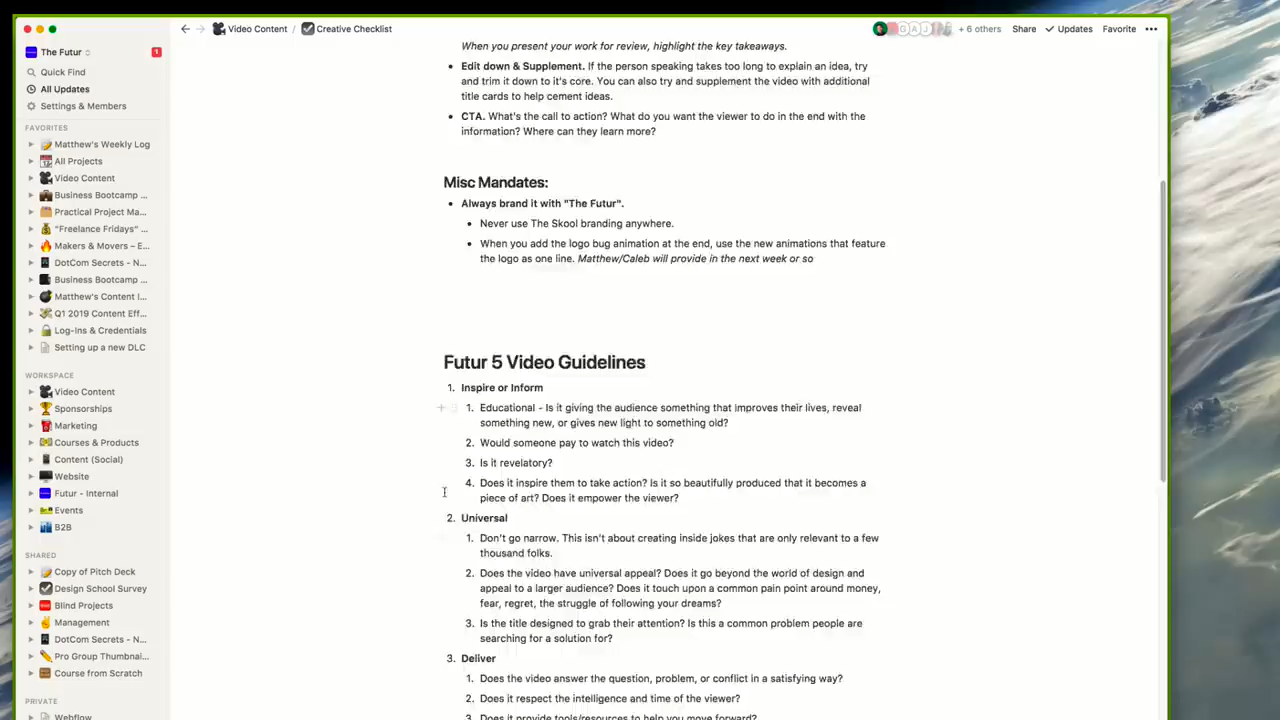 Video Content / Creative Checklist
+ 6 others Share Updates Favorite
The Futur
1
Quick Find
All Updates
Settings & Members
FAVORITES
Matthew's Weekly Log
All Projects
Video Content
Business Bootcamp ...
Practical Project Ma...
"Freelance Fridays" ...
Makers & Movers – E...
DotCom Secrets - N...
Business Bootcamp ...
Matthew's Content I...
Q1 2019 Content Eff...
Log-Ins & Credentials
Setting up a new DLC
WORKSPACE
Video Content
Sponsorships
Marketing
Courses & Products
Content (Social)
Website
Futur - Internal
Events
B2B
SHARED
Copy of Pitch Deck
Design School Survey
Blind Projects
Management
DotCom Secrets - N...
Pro Group Thumbnai...
Course from Scratch
PRIVATE
Webflow
When you present your work for review, highlight the key takeaways.
Edit down & Supplement. If the person speaking takes too long to explain an idea, try
and trim it down to it's core. You can also try and supplement the video with additional
title cards to help cement ideas.
CTA. What's the call to action? What do you want the viewer to do in the end with the
information? Where can they learn more?
Misc Mandates:
Always brand it with "The Futur".
Never use The Skool branding anywhere.
When you add the logo bug animation at the end, use the new animations that feature
the logo as one line. Matthew/Caleb will provide in the next week or so
Futur 5 Video Guidelines
1. Inspire or Inform
1. Educational - Is it giving the audience something that improves their lives, reveal
something new, or gives new light to something old?
2. Would someone pay to watch this video?
3. Is it revelatory?
4. Does it inspire them to take action? Is it so beautifully produced that it becomes a
piece of art? Does it empower the viewer?
2. Universal
1. Don't go narrow. This isn't about creating inside jokes that are only relevant to a few
thousand folks.
2. Does the video have universal appeal? Does it go beyond the world of design and
appeal to a larger audience? Does it touch upon a common pain point around money,
fear, regret, the struggle of following your dreams?
3. Is the title designed to grab their attention? Is this a common problem people are
searching for a solution for?
3. Deliver
1. Does the video answer the question, problem, or conflict in a satisfying way?
2. Does it respect the intelligence and time of the viewer?
3. Does it provide tools/resources to help you move forward?